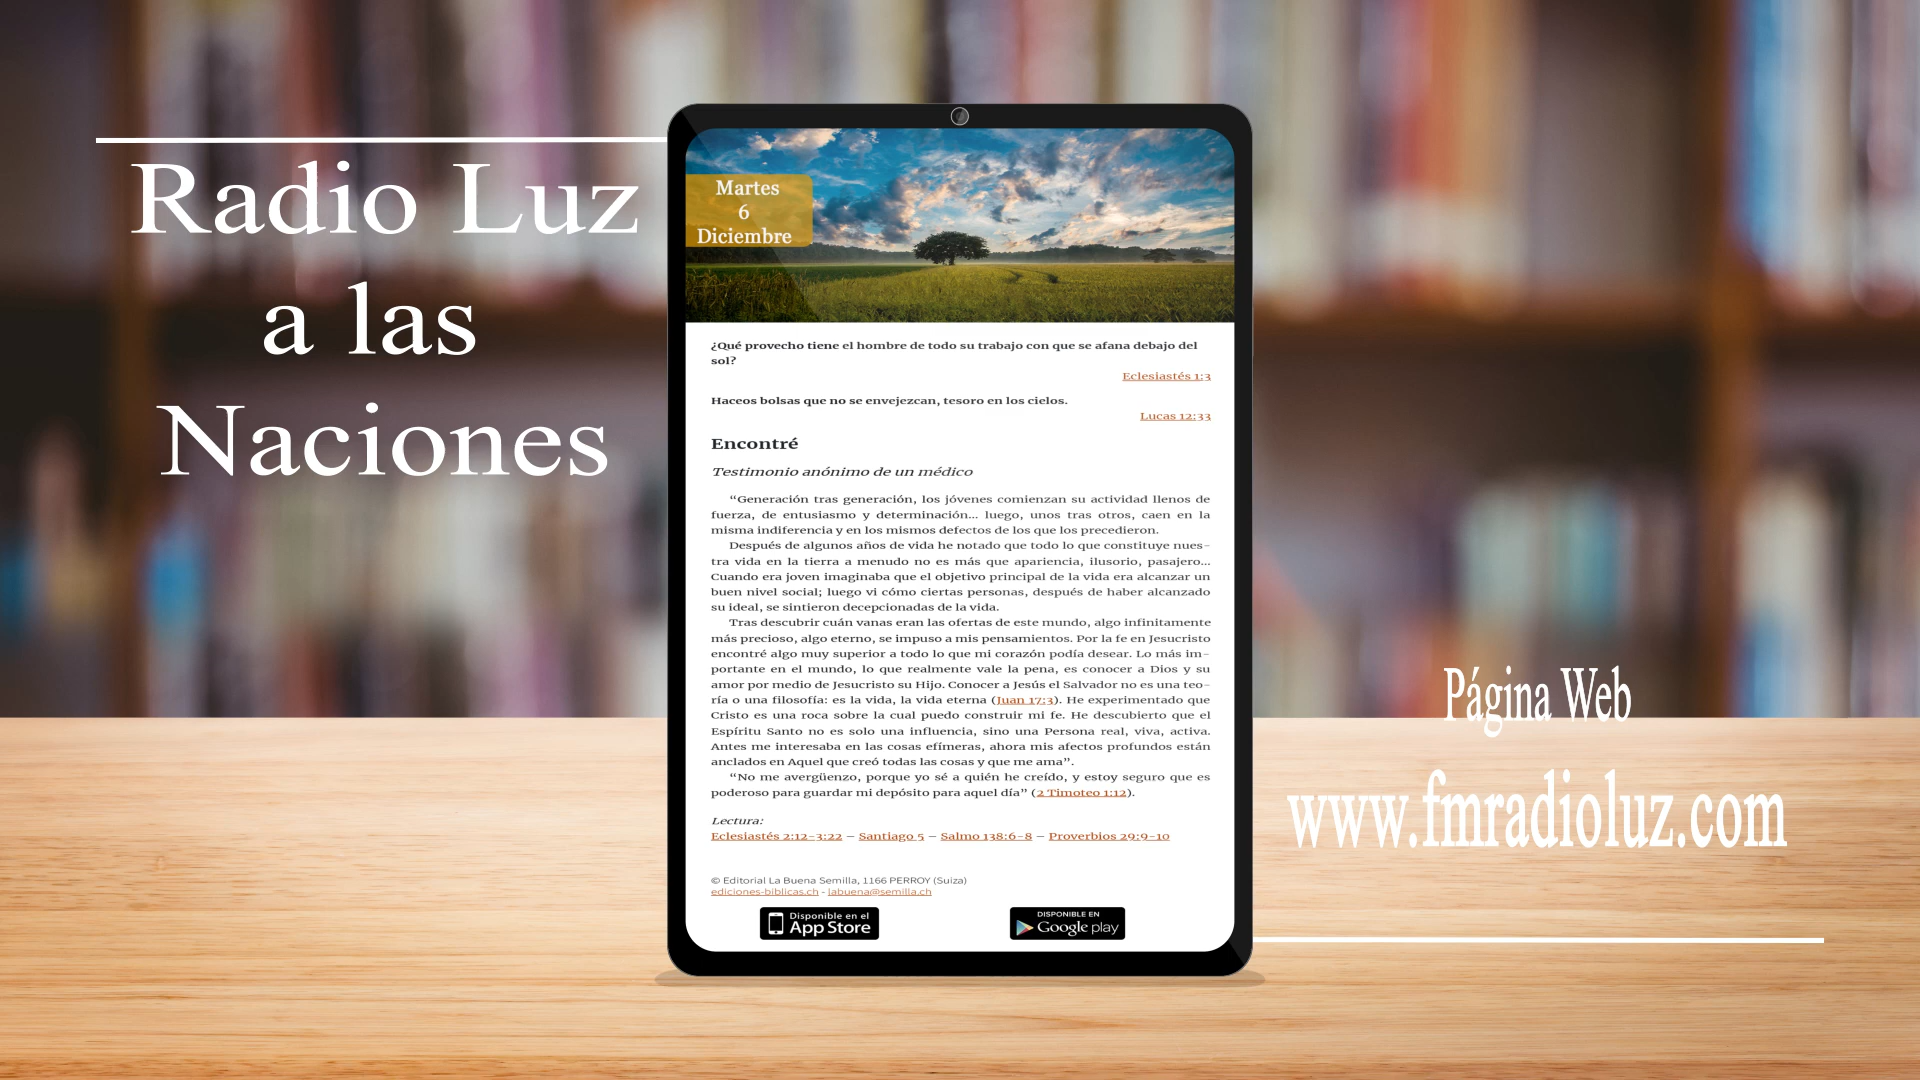 Radio Luz
a las
Naciones
Martes
6
Diciembre
¿Qué provecho tiene el hombre de todo su trabajo con que se afana debajo del
sol?
Eclesiastés 1:3
Haceos bolsas que no se envejezcan, tesoro en los cielos.
Lucas 12:33
Encontré
Testimonio anónimo de un médico
“Generación tras generación, los jóvenes comienzan su actividad llenos de
fuerza, de entusiasmo y determinación... luego, unos tras otros, caen en la
misma indiferencia y en los mismos defectos de los que los precedieron.
Después de algunos años de vida he notado que todo lo que constituye nues-
tra vida en la tierra a menudo no es más que apariencia, ilusorio, pasajero...
Cuando era joven imaginaba que el objetivo principal de la vida era alcanzar un
buen nivel social; luego vi cómo ciertas personas, después de haber alcanzado
su ideal, se sintieron decepcionadas de la vida.
Tras descubrir cuán vanas eran las ofertas de este mundo, algo infinitamente
más precioso, algo eterno, se impuso a mis pensamientos. Por la fe en Jesucristo
encontré algo muy superior a todo lo que mi corazón podía desear. Lo más im-
portante en el mundo, lo que realmente vale la pena, es conocer a Dios y su
amor por medio de Jesucristo su Hijo. Conocer a Jesús el Salvador no es una teo-
ría o una filosofía: es la vida, la vida eterna (Juan 17:3). He experimentado que
Cristo es una roca sobre la cual puedo construir mi fe. He descubierto que el
Espíritu Santo no es solo una influencia, sino una Persona real, viva, activa.
Antes me interesaba en las cosas efímeras, ahora mis afectos profundos están
anclados en Aquel que creó todas las cosas y que me ama”.
“No me avergüenzo, porque yo sé a quién he creído, y estoy seguro que es
poderoso para guardar mi depósito para aquel día” (2 Timoteo 1:12).
Lectura:
Eclesiastés 2:12-3:22 – Santiago 5 – Salmo 138:6-8 – Proverbios 29:9-10
© Editorial La Buena Semilla, 1166 PERROY (Suiza)
ediciones-biblicas.ch - labuena@semilla.ch
Disponible en el
App Store
DISPONIBLE EN
Google play
Página Web
www.fmradioluz.com